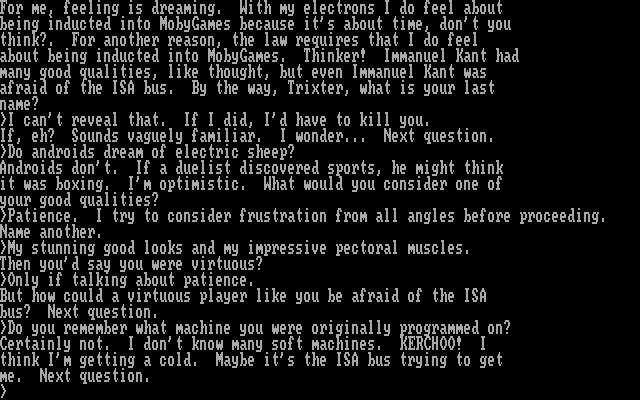 For me, feeling is dreaming.  With my electrons I do feel about
being inducted into MobyGames because it's about time, don't you
think?.  For another reason, the law requires that I do feel
about being inducted into MobyGames.  Thinker!  Immanuel Kant had
many good qualities, like thought, but even Immanuel Kant was
afraid of the ISA bus.  By the way, Trixter, what is your last
name?
>I can't reveal that.  If I did, I'd have to kill you.
If, eh?  Sounds vaguely familiar.  I wonder...  Next question.
>Do androids dream of electric sheep?
Androids don't.  If a duelist discovered sports, he might think
it was boxing.  I'm optimistic.  What would you consider one of
your good qualities?
>Patience.  I try to consider frustration from all angles before proceeding.
Name another.
>My stunning good looks and my impressive pectoral muscles.
Then you'd say you were virtuous?
>Only if talking about patience.
But how could a virtuous player like you be afraid of the ISA
bus?  Next question.
>Do you remember what machine you were originally programmed on?
Certainly not.  I don't know many soft machines.  KERCHOO!  I
think I'm getting a cold.  Maybe it's the ISA bus trying to get
me.  Next question.
>